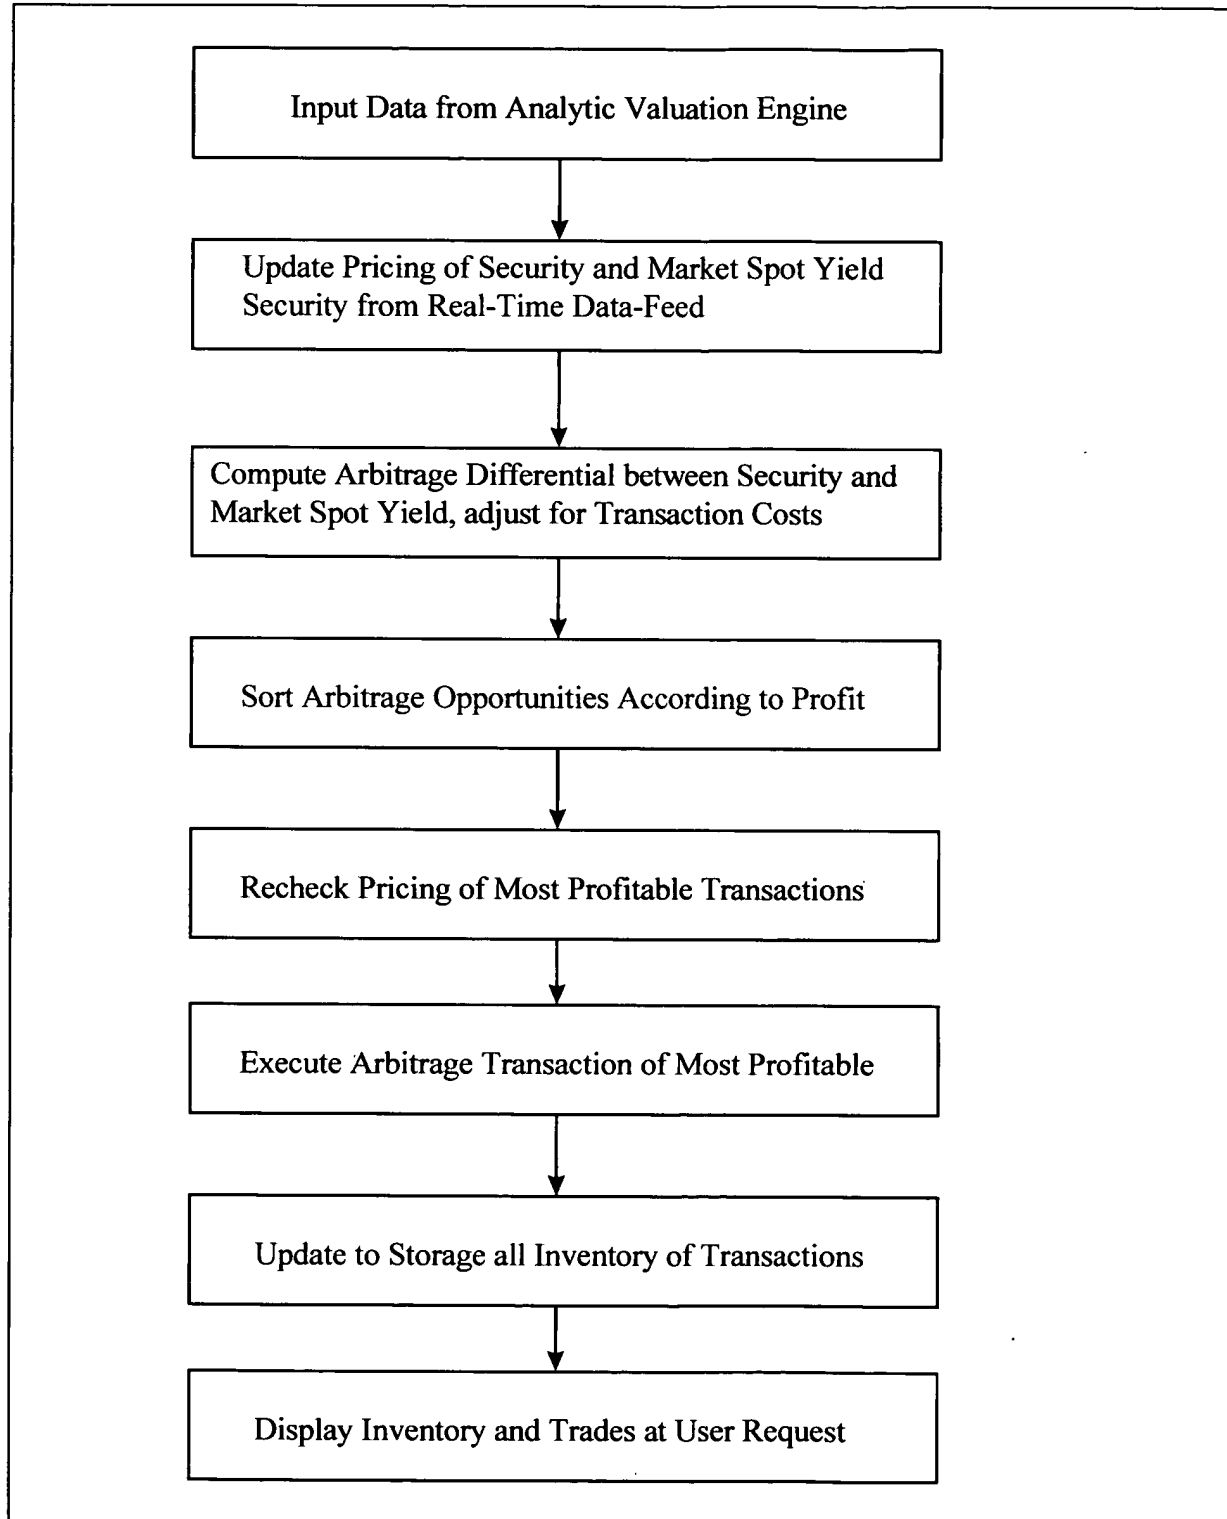 Input Data from Analytic Valuation Engine
Update Pricing of Security and Market Spot Yield
Security from Real-Time Data-Feed
Compute Arbitrage Differential between Security and
Market Spot Yield, adjust for Transaction Costs
Sort Arbitrage Opportunities According to Profit
Recheck Pricing of Most Profitable Transactions
Execute Arbitrage Transaction of Most Profitable
Update to Storage all Inventory of Transactions
Display Inventory and Trades at User Request